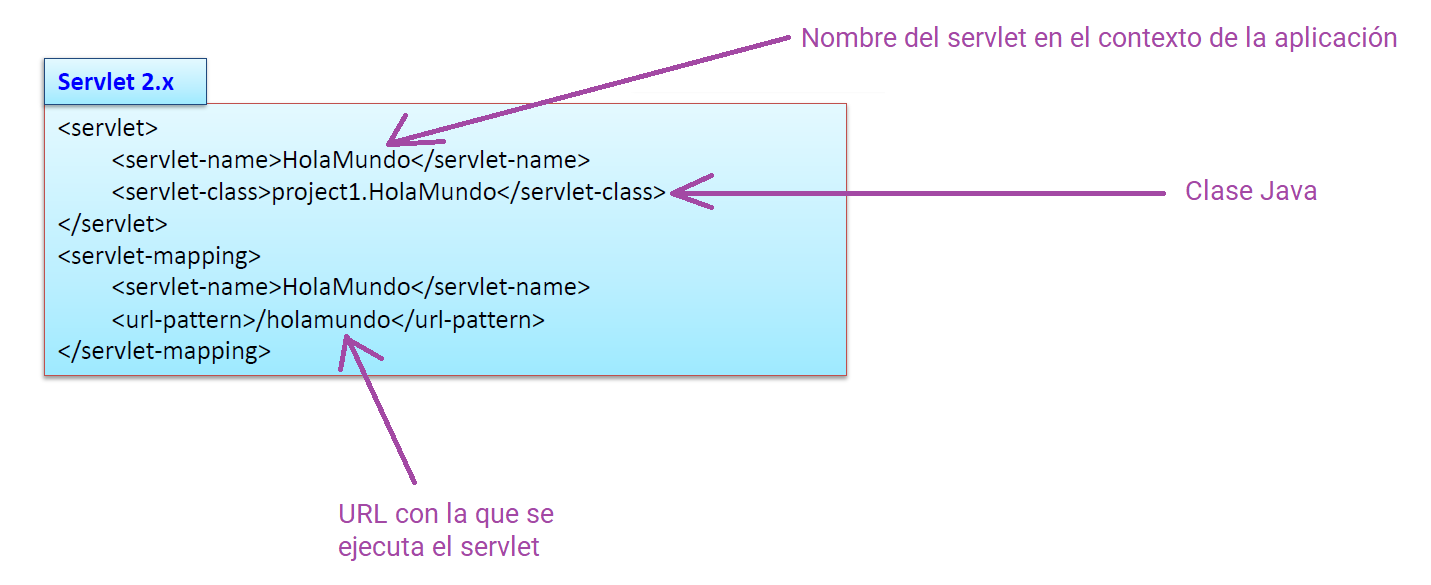 Nombre del servlet en el contexto de la aplicación
Servlet 2.x
<servlet>
<servlet-name>HolaMundo</servlet-name>
<servlet-class>project1.HolaMundo</servlet-class>
Clase Java
</servlet>
<servlet-mapping>
<servlet-name>HolaMundo</servlet-name>
<url-pattern>/holamundo</url-pattern>
</servlet-mapping>
URL con la que se
ejecuta el servlet